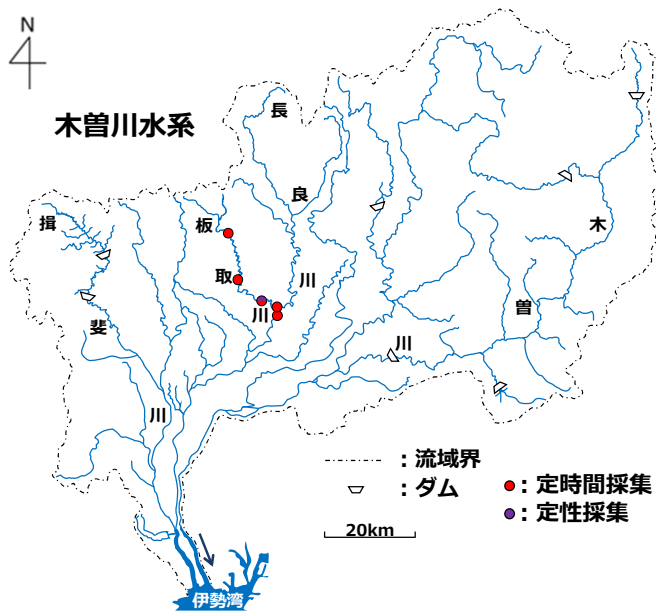 N
木曽川水系
長
良
川
揖
斐
川
板
取
川
木
曽
川
：流域界
：ダム
：定時間採集
：定性採集
20km
伊勢湾